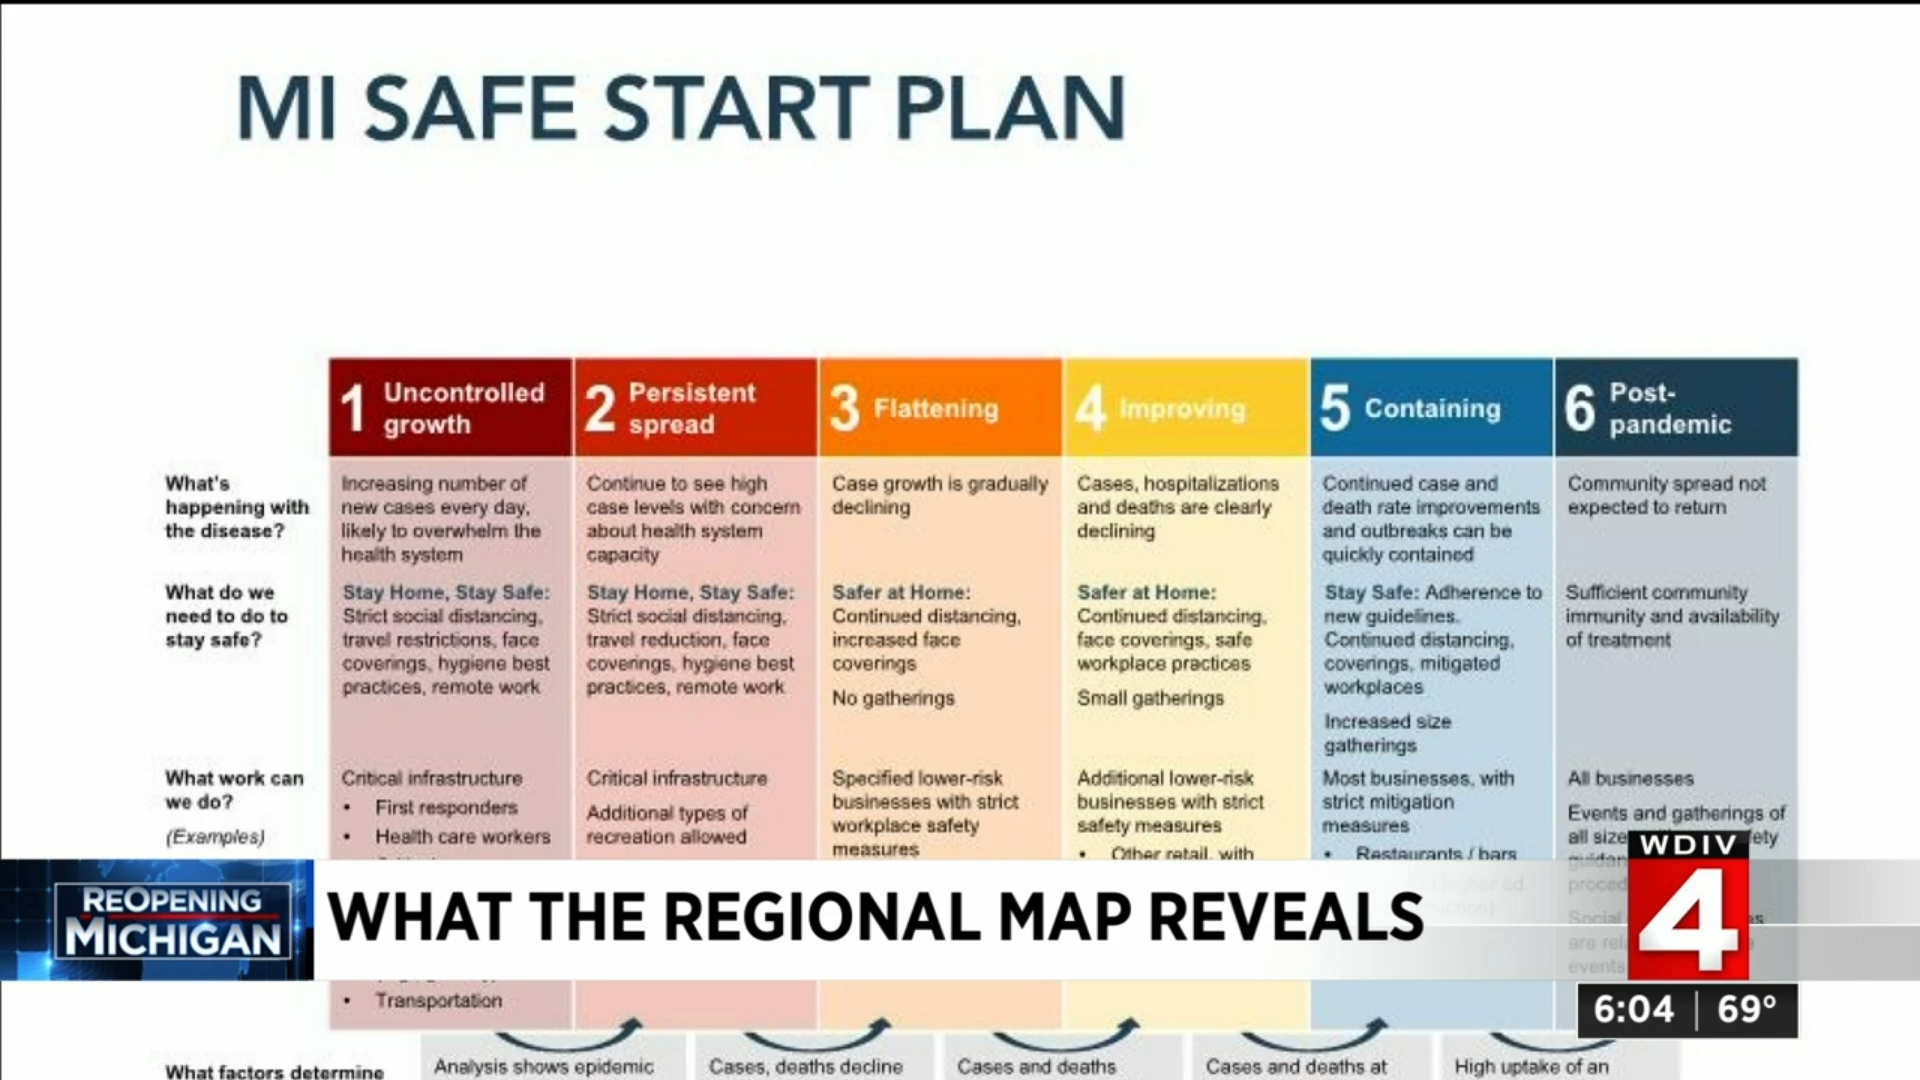 MI SAFE START PLAN
1 Uncontrolled growth
2 Persistent spread
3 Flattening
4 Improving
5 Containing
6 Post-pandemic
What's
happening with
the disease?
Increasing number of
new cases every day,
likely to overwhelm the
health system
Continue to see high
case levels with concern
about health system
capacity
Case growth is gradually
declining
Cases, hospitalizations
and deaths are clearly
declining
Continued case and
death rate improvements
and outbreaks can be
quickly contained
Community spread not
expected to return
What do we
need to do to
stay safe?
Stay Home, Stay Safe:
Strict social distancing,
travel restrictions, face
coverings, hygiene best
practices, remote work
Stay Home, Stay Safe:
Strict social distancing,
travel reduction, face
coverings, hygiene best
practices, remote work
Safer at Home:
Continued distancing,
increased face
coverings
No gatherings
Safer at Home:
Continued distancing,
face coverings, safe
workplace practices
Small gatherings
Stay Safe: Adherence to
new guidelines.
Continued distancing,
coverings, mitigated
workplaces
Increased size
gatherings
Sufficient community
immunity and availability
of treatment
What work can
we do?
(Examples)
Critical infrastructure
• First responders
• Health care workers
• Transportation
Critical infrastructure
Additional types of
recreation allowed
Specified lower-risk
businesses with strict
workplace safety
measures
Additional lower-risk
businesses with strict
safety measures
• Other retail, with
Most businesses, with
strict mitigation
measures
• Restaurants / bars
All businesses
Events and gatherings of
all
Social
are
events
REOPENING
MICHIGAN
WHAT THE REGIONAL MAP REVEALS
WDIV
4
6:04 69°
What factors determine
Analysis shows epidemic
Cases, deaths decline
Cases and deaths
Cases and deaths at
High uptake of an